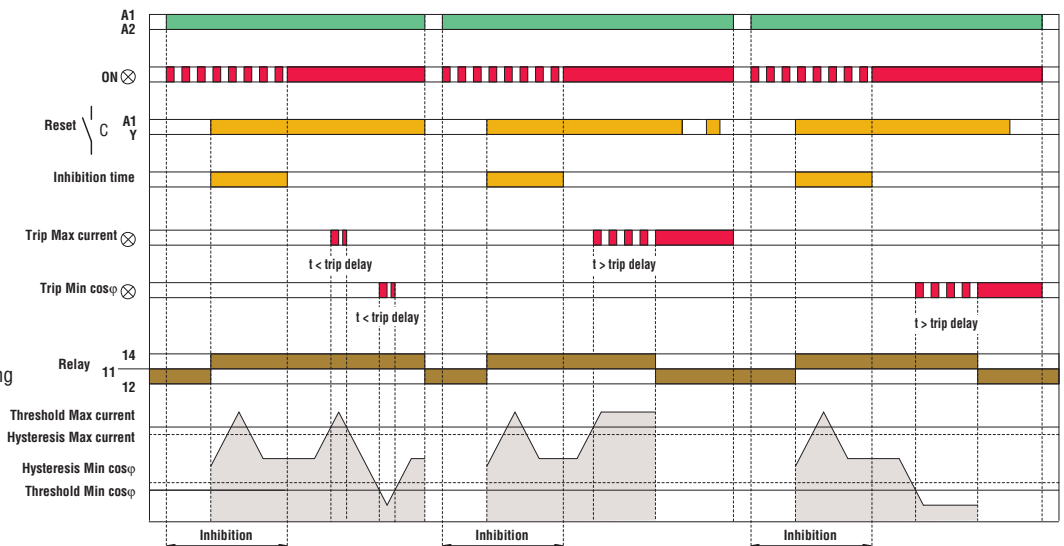 A1
A2
ON
Reset C A1
Y
Inhibition time
Trip Max current
t < trip delay
t > trip delay
Trip Min cosφ
t < trip delay
t > trip delay
Relay 14
11
12
ng
Threshold Max current
Hysteresis Max current
Hysteresis Min cosφ
Threshold Min cosφ
Inhibition Inhibition Inhibition